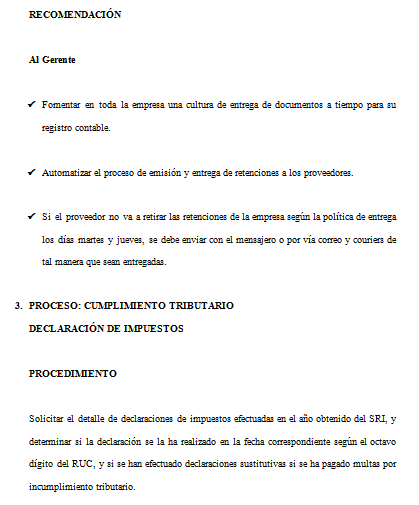 RECOMENDACIÓN
Al Gerente
✓ Fomentar en toda la empresa una cultura de entrega de documentos a tiempo para su
registro contable.
✓ Automatizar el proceso de emisión y entrega de retenciones a los proveedores.
✓ Si el proveedor no va a retirar las retenciones de la empresa según la política de entrega
los días martes y jueves, se debe enviar con el mensajero o por vía correo y couriers de
tal manera que sean entregadas.
3. PROCESO: CUMPLIMIENTO TRIBUTARIO
DECLARACIÓN DE IMPUESTOS
PROCEDIMIENTO
Solicitar el detalle de declaraciones de impuestos efectuadas en el año obtenido del SRI, y
determinar si la declaración se la ha realizado en la fecha correspondiente según el octavo
dígito del RUC, y si se han efectuado declaraciones sustitutivas si se ha pagado multas por
incumplimiento tributario.